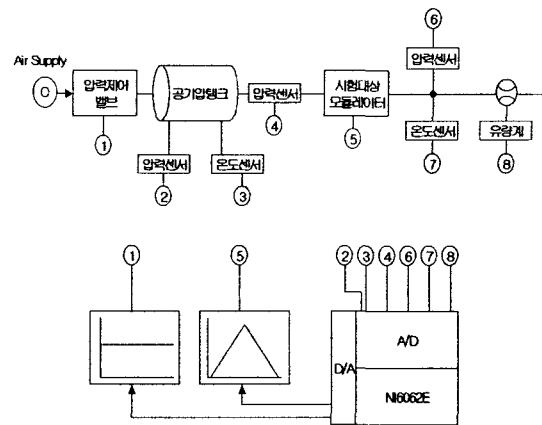 ⑥
Air Supply
압력센서
O
압력제어
밸브
공기압탱크
압력센서
시험대상
모듈레이터
④
온도센서
유량계
①
압력센서
온도센서
⑤
⑦
⑧
②
③
①
⑤
② ③ ④ ⑥ ⑦ ⑧
A/D
D/A
NI6062E